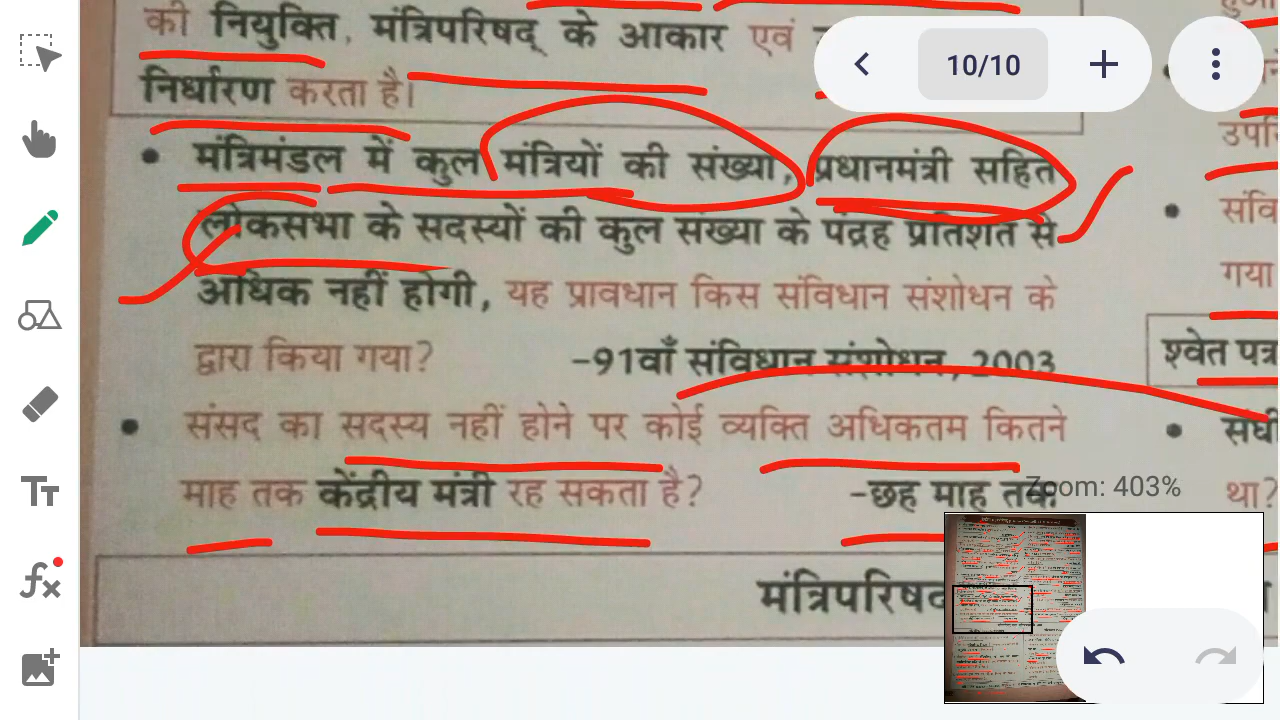 की नियुक्ति, मंत्रिपरिषद् के आकार एवं
निर्धारण करता है।
• मंत्रिमंडल में कुल मंत्रियों की संख्या, प्रधानमंत्री सहित
लोकसभा के सदस्यों की कुल संख्या के पंद्रह प्रतिशत से
अधिक नहीं होगी, यह प्रावधान किस संविधान संशोधन के
द्वारा किया गया? -91वाँ संविधान संशोधन, 2003
• संसद का सदस्य नहीं होने पर कोई व्यक्ति अधिकतम कितने
माह तक केंद्रीय मंत्री रह सकता है? -छह माह तक
मंत्रिपरिषद
संवि
गया
श्वेत पत्र
था?
10/10
Zoom: 403%
Tт
fx